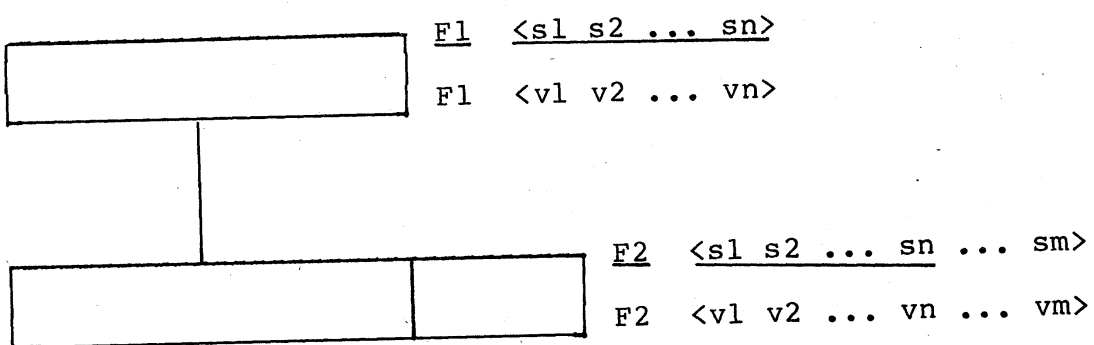 F1 <s1 s2 ... sn>
F1 <v1 v2 ... vn>
F2 <s1 s2 ... sn ... sm>
F2 <v1 v2 ... vn ... vm>